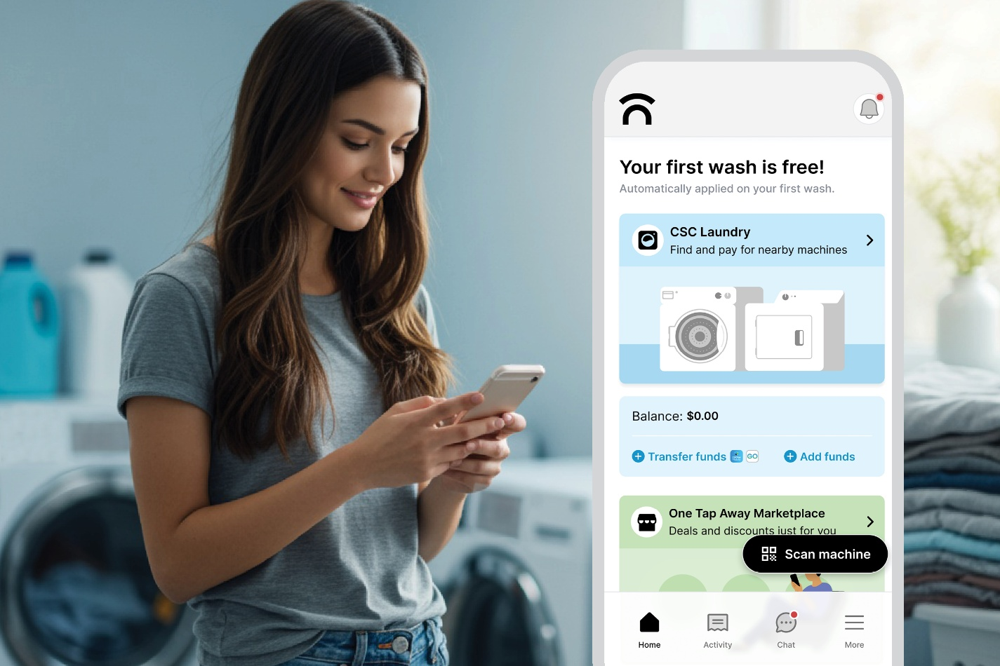 Your first wash is free!
Automatically applied on your first wash.
CSC Laundry
Find and pay for nearby machines
Balance: $0.00
Transfer funds GO Add funds
One Tap Away Marketplace
Deals and discounts just for you
Scan machine
Home Activity Chat More